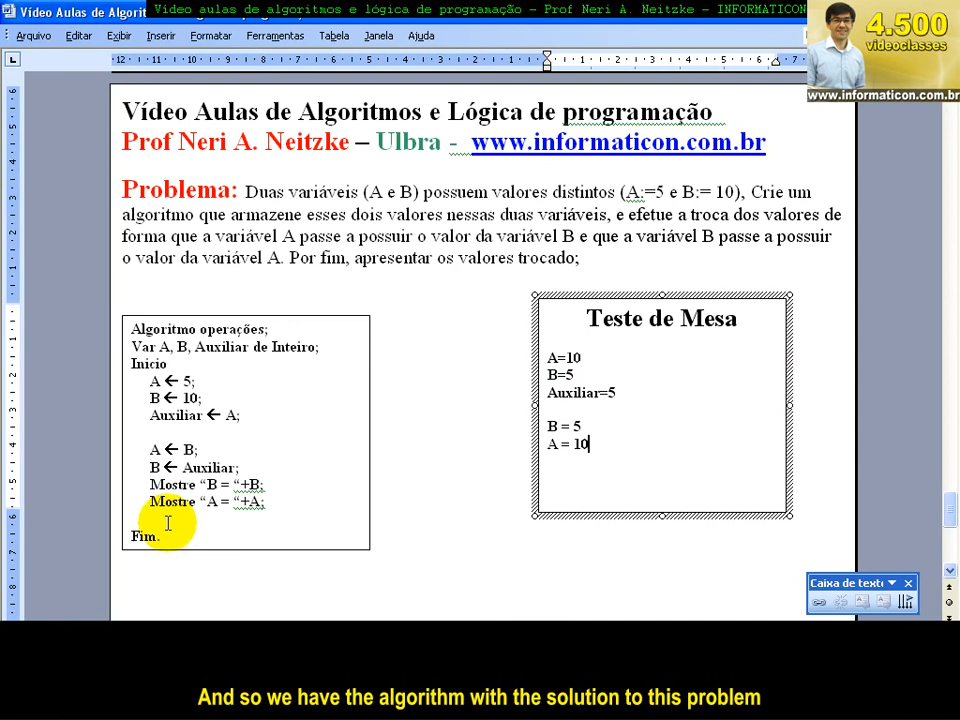 Vídeo Aulas de Algori
Vídeo aulas de algoritmos e lógica de programação – Prof Neri A. Neitzke – INFORMATICON.COM.BR
4.500
videoclasses
www.informaticon.com.br
Arquivo Editar Exibir Inserir Formatar Ferramentas Tabela Janela Ajuda
Vídeo Aulas de Algoritmos e Lógica de programação
Prof Neri A. Neitzke – Ulbra - www.informaticon.com.br
Problema: Duas variáveis (A e B) possuem valores distintos (A:=5 e B:= 10), Crie um
algoritmo que armazene esses dois valores nessas duas variáveis, e efetue a troca dos valores de
forma que a variável A passe a possuir o valor da variável B e que a variável B passe a possuir
o valor da variável A. Por fim, apresentar os valores trocado;
Algoritmo operações;
Var A, B, Auxiliar de Inteiro;
Inicio
A ← 5;
B ← 10;
Auxiliar ← A;
A ← B;
B ← Auxiliar;
Mostre “B = “+B;
Mostre “A = “+A;
Fim.
Teste de Mesa
A=10
B=5
Auxiliar=5
B = 5
A = 10
Caixa de texto
And so we have the algorithm with the solution to this problem